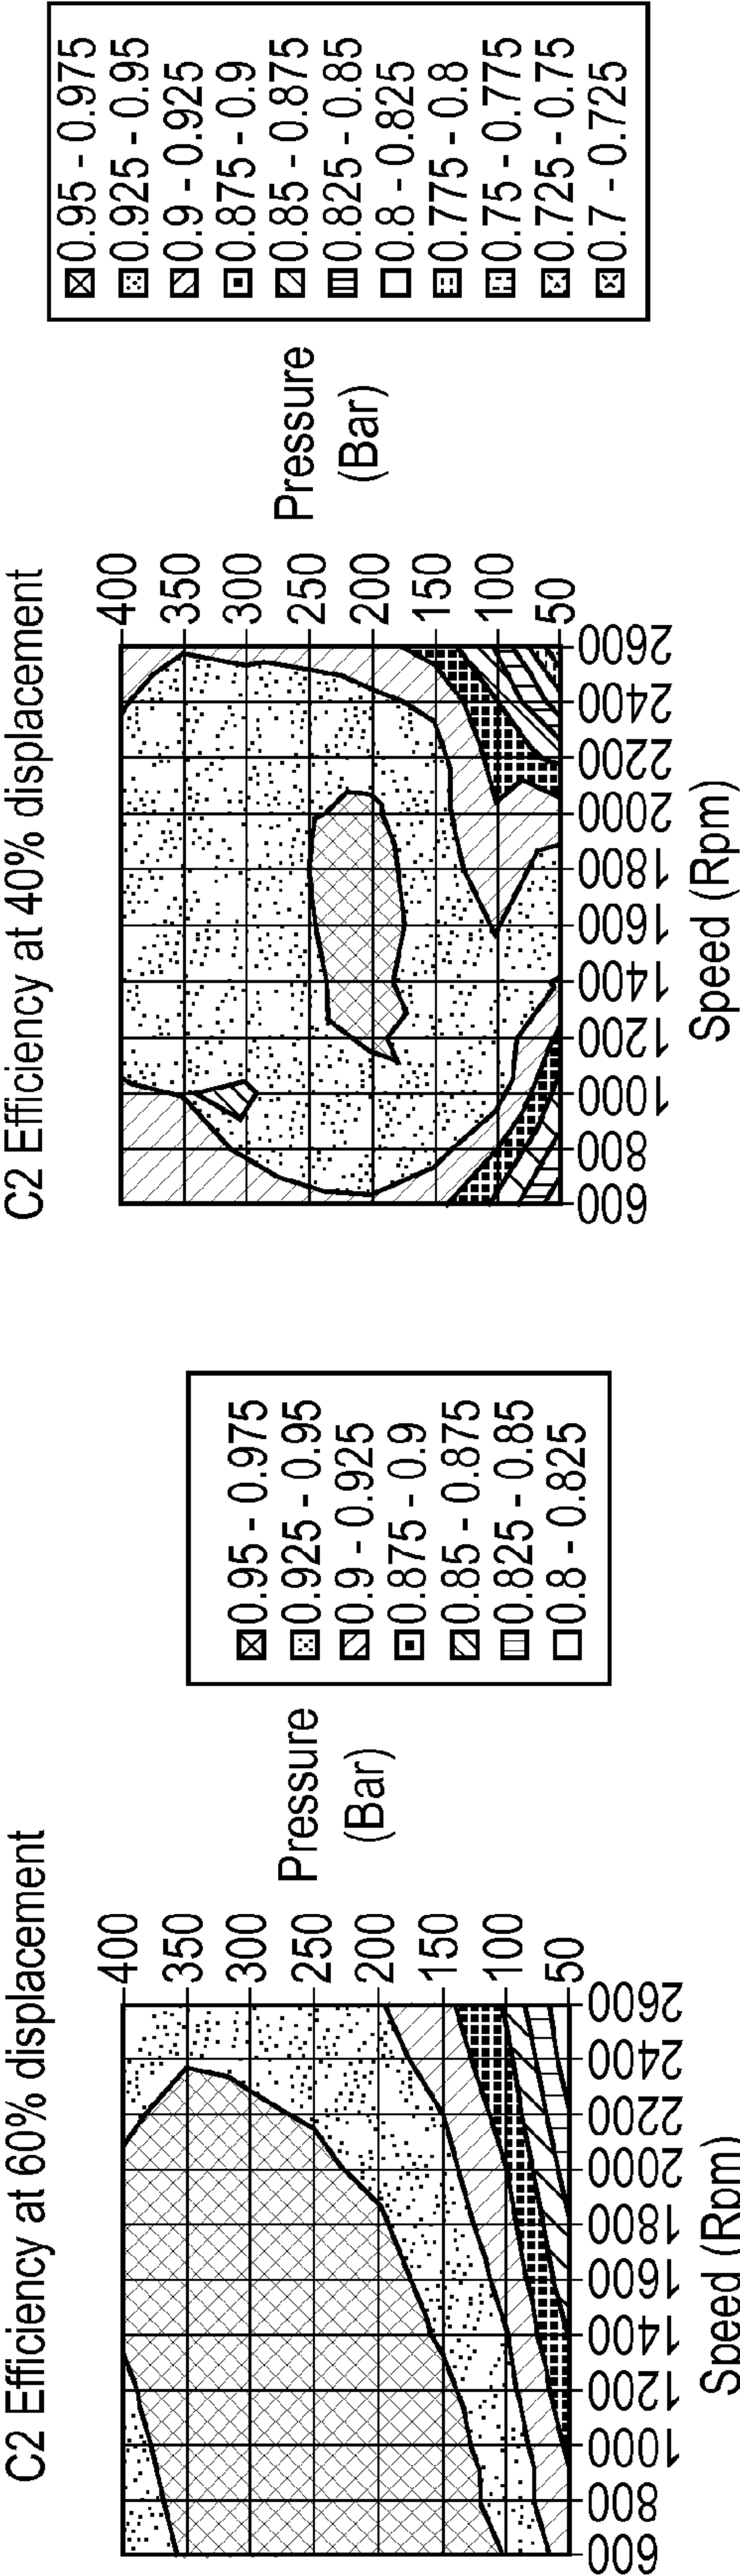 C2 Efficiency at 60% displacement
400
350
300
250
200
150
100
50
Pressure
(Bar)
600 800 1000 1200 1400 1600 1800 2000 2200 2400 2600
Speed (Rpm)
0.95 - 0.975
0.925 - 0.95
0.9 - 0.925
0.875 - 0.9
0.85 - 0.875
0.825 - 0.85
0.8 - 0.825
C2 Efficiency at 40% displacement
400
350
300
250
200
150
100
50
Pressure
(Bar)
600 800 1000 1200 1400 1600 1800 2000 2200 2400 2600
Speed (Rpm)
0.95 - 0.975
0.925 - 0.95
0.9 - 0.925
0.875 - 0.9
0.85 - 0.875
0.825 - 0.85
0.8 - 0.825
0.775 - 0.8
0.75 - 0.775
0.725 - 0.75
0.7 - 0.725